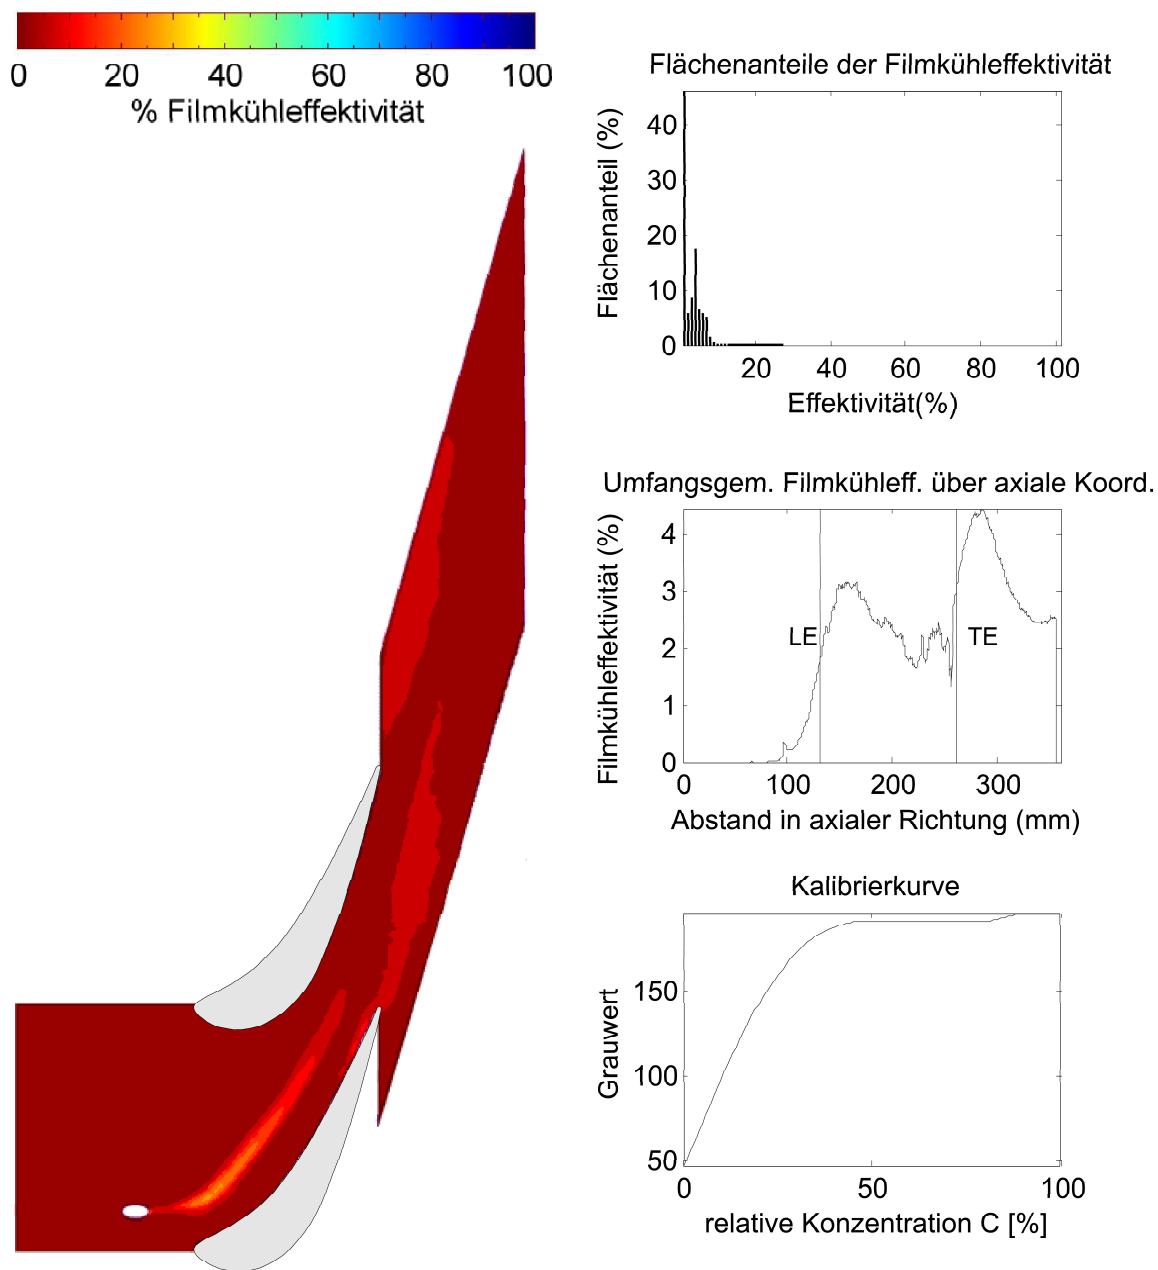 0 20 40 60 80 100
% Filmkühleffektivität
Flächenanteile der Filmkühleffektivität
Flächenanteil (%)
40
30
20
10
0
20 40 60 80 100
Effektivität(%)
Umfangsgem. Filmkühleff. über axiale Koord.
Filmkühleffektivität (%)
4
3
2
1
0
LE
TE
0 100 200 300
Abstand in axialer Richtung (mm)
Kalibrierkurve
Grauwert
150
100
50
0 50 100
relative Konzentration C [%]